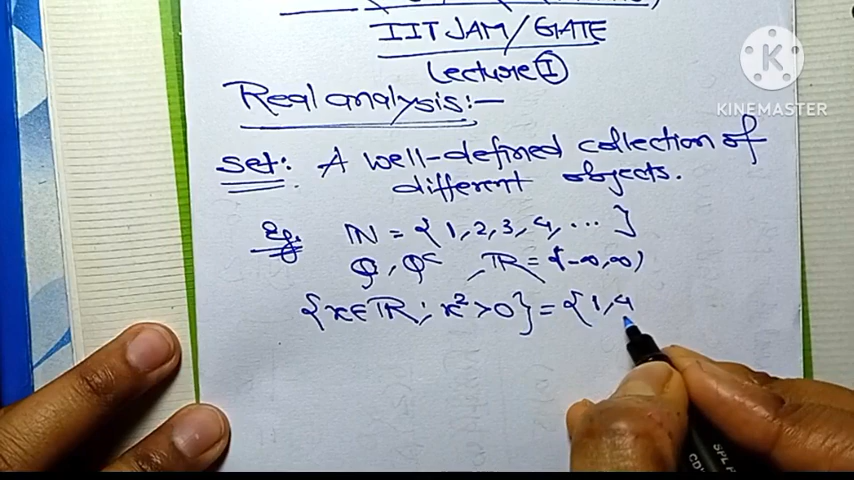 IIT JAM/GATE
Lecture I
Real analysis:-
Set: A well-defined collection of
different objects.
Eg. ℕ = {1,2,3,4,...}
Q, Qᶜ, ℝ = {-∞,∞)
{x∈ℝ; x²>0} = {1,4
K
KINEMASTER